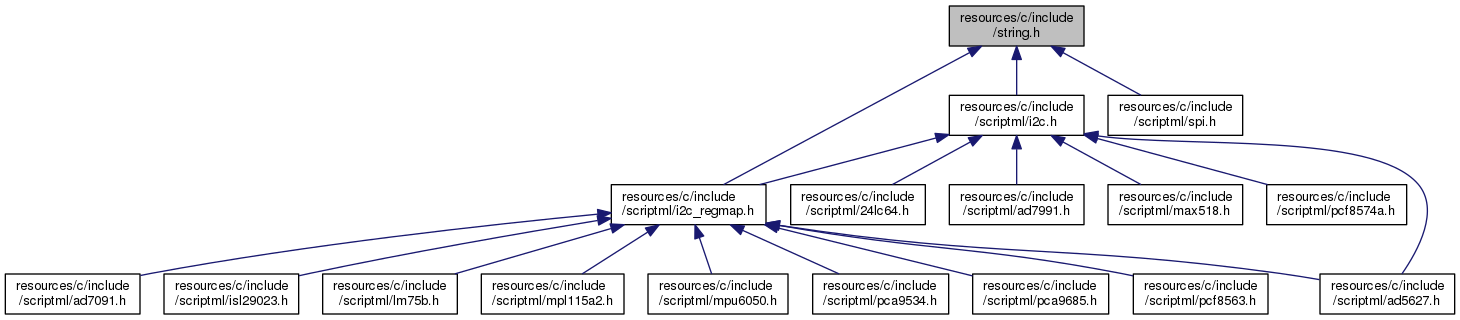 resources/c/include
/string.h
resources/c/include
/scriptml/i2c.h
resources/c/include
/scriptml/spi.h
resources/c/include
/scriptml/i2c_regmap.h
resources/c/include
/scriptml/24lc64.h
resources/c/include
/scriptml/ad7991.h
resources/c/include
/scriptml/max518.h
resources/c/include
/scriptml/pcf8574a.h
resources/c/include
/scriptml/ad7091.h
resources/c/include
/scriptml/isl29023.h
resources/c/include
/scriptml/lm75b.h
resources/c/include
/scriptml/mpl115a2.h
resources/c/include
/scriptml/mpu6050.h
resources/c/include
/scriptml/pca9534.h
resources/c/include
/scriptml/pca9685.h
resources/c/include
/scriptml/pcf8563.h
resources/c/include
/scriptml/ad5627.h